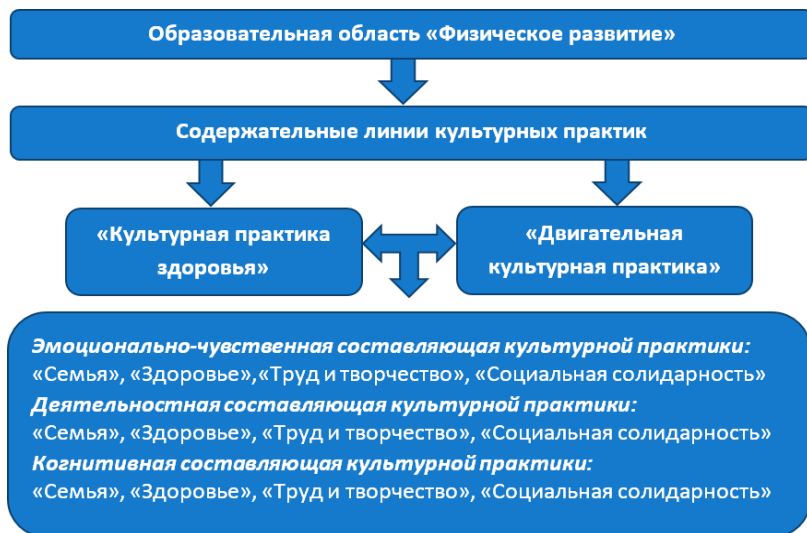 Образовательная область «Физическое развитие»
Содержательные линии культурных практик
«Культурная практика
здоровья»
«Двигательная
культурная практика»
Эмоционально-чувственная составляющая культурной практики:
«Семья», «Здоровье»,«Труд и творчество», «Социальная солидарность»
Деятельностная составляющая культурной практики:
«Семья», «Здоровье», «Труд и творчество», «Социальная солидарность»
Когнитивная составляющая культурной практики:
«Семья», «Здоровье», «Труд и творчество», «Социальная солидарность»